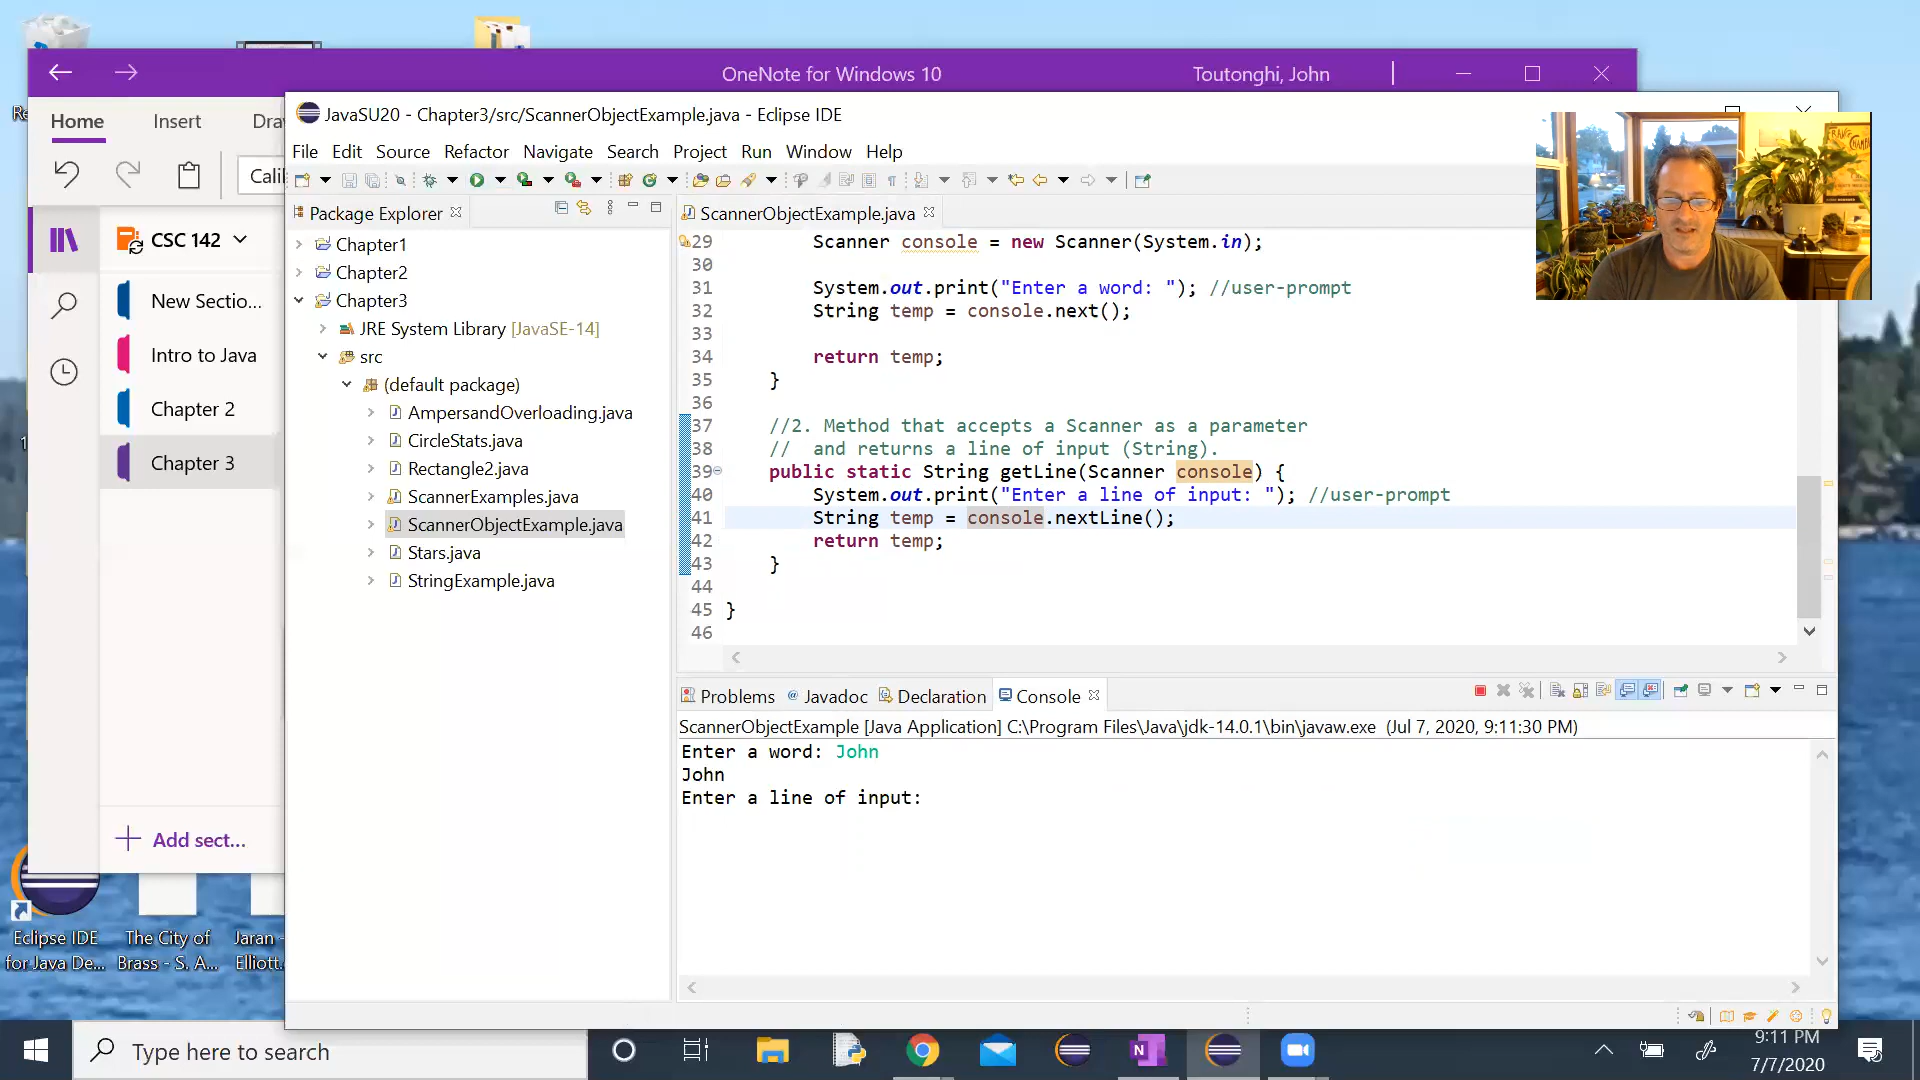 OneNote for Windows 10
Toutonghi, John
Home
Insert
Dra
Cali
CSC 142
New Sectio...
Intro to Java
Chapter 2
Chapter 3
Add sect...
JavaSU20 - Chapter3/src/ScannerObjectExample.java - Eclipse IDE
File Edit Source Refactor Navigate Search Project Run Window Help
Package Explorer
Chapter1
Chapter2
Chapter3
JRE System Library [JavaSE-14]
src
(default package)
AmpersandOverloading.java
CircleStats.java
Rectangle2.java
ScannerExamples.java
ScannerObjectExample.java
Stars.java
StringExample.java
ScannerObjectExample.java
29 Scanner console = new Scanner(System.in);
30
31 System.out.print("Enter a word: "); //user-prompt
32 String temp = console.next();
33
34 return temp;
35 }
36
37 //2. Method that accepts a Scanner as a parameter
38 // and returns a line of input (String).
39 public static String getLine(Scanner console) {
40 System.out.print("Enter a line of input: "); //user-prompt
41 String temp = console.nextLine();
42 return temp;
43 }
44
45 }
46
Problems Javadoc Declaration Console
ScannerObjectExample [Java Application] C:\Program Files\Java\jdk-14.0.1\bin\javaw.exe (Jul 7, 2020, 9:11:30 PM)
Enter a word: John
John
Enter a line of input:
Eclipse IDE
for Java De...
The City of
Brass - S. A...
Jaran -
Elliott.
Type here to search
9:11 PM
7/7/2020